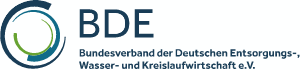 BDE
Bundesverband der Deutschen Entsorgungs-,
Wasser- und Kreislaufwirtschaft e.V.